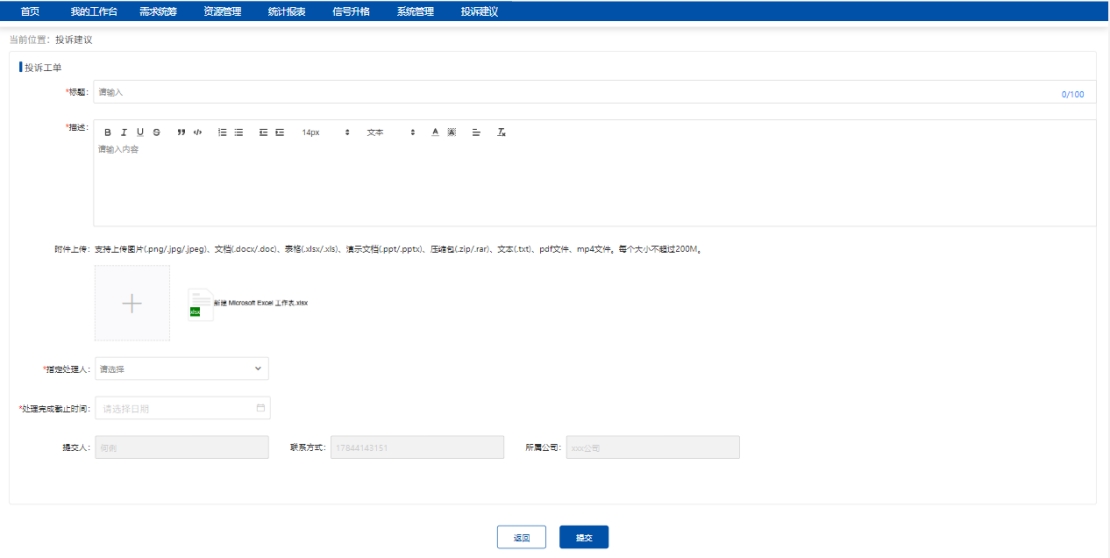 首页 我的工作台 需求统筹 资源管理 统计报表 信号升格 系统管理 投诉建议
当前位置：投诉建议
投诉工单
*标题： 请输入 0/100
*描述： B I U S 14px 文本
请输入内容
附件上传：支持上传图片(.png/.jpg/.jpeg)、文档(.docx/.doc)、表格(.xlsx/.xls)、演示文档(.ppt/.pptx)、压缩包(.zip/.rar)、文本(.txt)、pdf文件、mp4文件。每个大小不超过200M。
新建 Microsoft Excel 工作表.xlsx
*指定处理人： 请选择
*处理完成截止时间： 请选择日期
提交人： 联系方式： 17844143151 所属公司： xxx公司
返回 提交